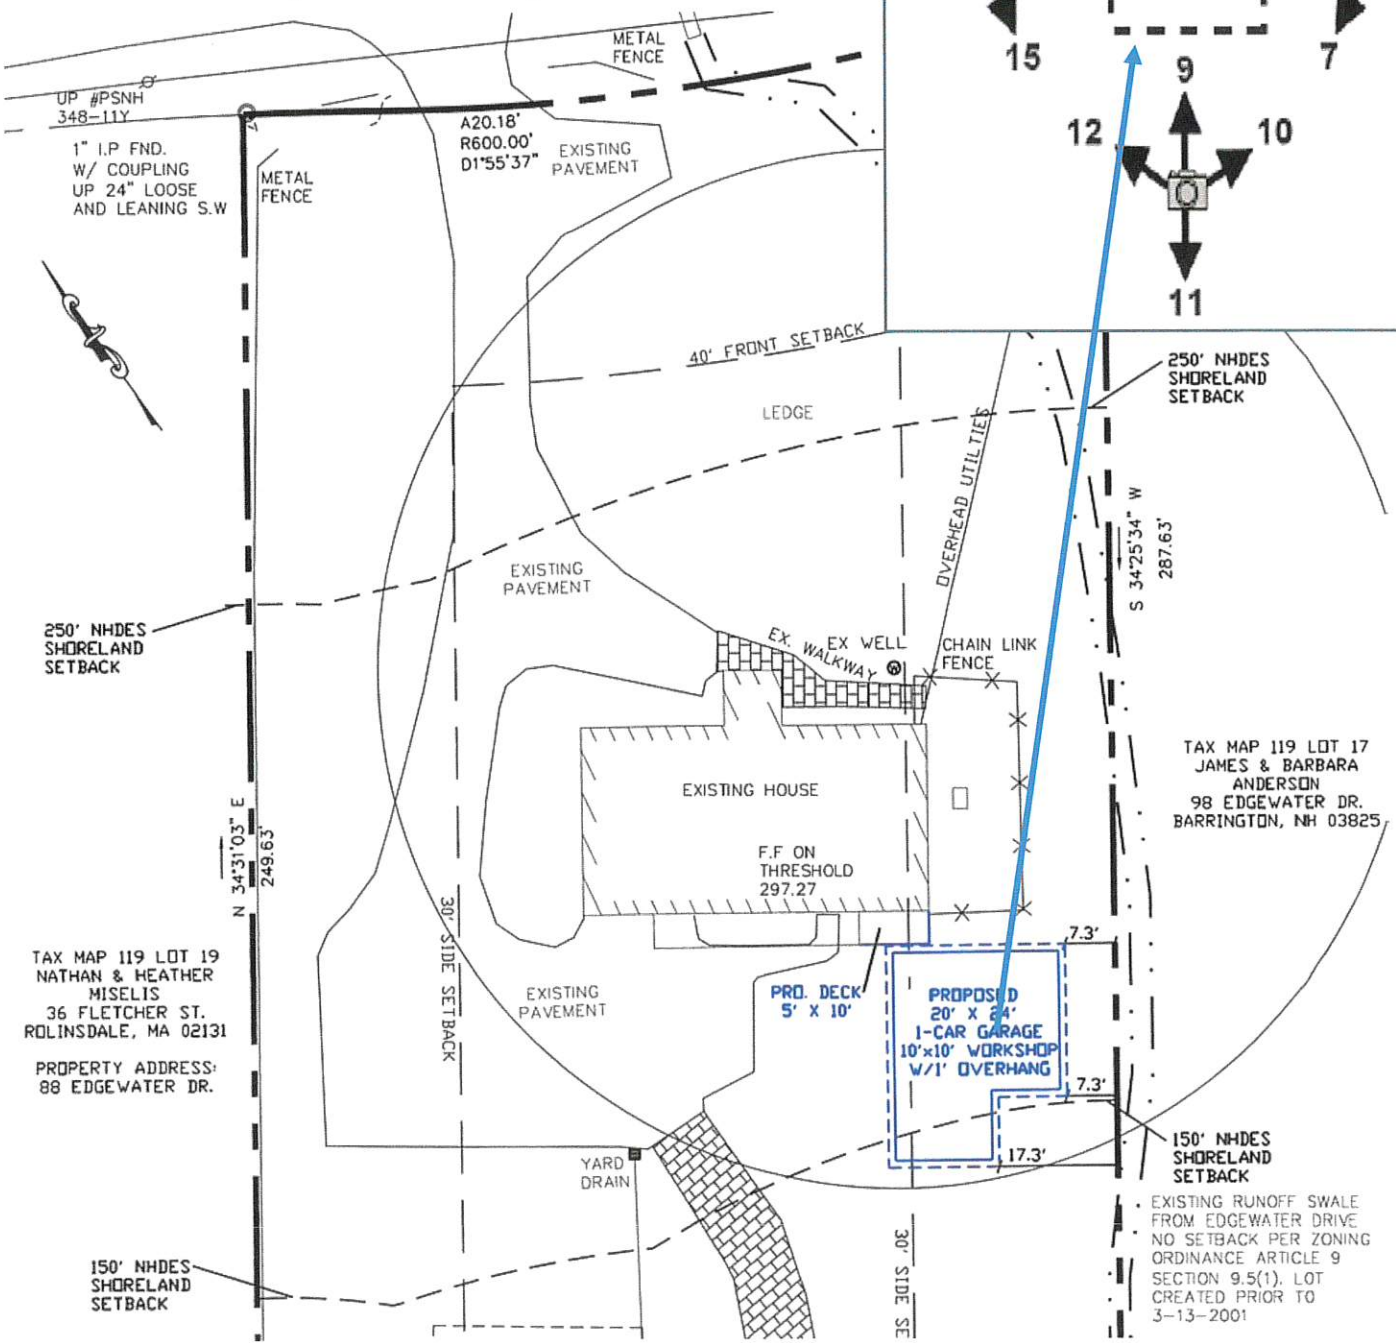 METAL
FENCE
15
7
9
12
10
11
UP #PSNH
348-11Y
1" I.P FND.
W/ COUPLING
UP 24" LOOSE
AND LEANING S.W
METAL
FENCE
A20.18'
R600.00'
D1°55'37"
EXISTING
PAVEMENT
40' FRONT SETBACK
LEDGE
250' NHDES
SHORELAND
SETBACK
OVERHEAD UTILITIES
S 34°25'34" W
287.63'
EXISTING
PAVEMENT
250' NHDES
SHORELAND
SETBACK
EX. WALKWAY
EX WELL
W
CHAIN LINK
FENCE
TAX MAP 119 LOT 17
JAMES & BARBARA
ANDERSON
98 EDGEWATER DR.
BARRINGTON, NH 03825
EXISTING HOUSE
F.F ON
THRESHOLD
297.27
N 34°31'03" E
249.63'
30' SIDE SETBACK
TAX MAP 119 LOT 19
NATHAN & HEATHER
MISELIS
36 FLETCHER ST.
ROLINSDALE, MA 02131
PROPERTY ADDRESS:
88 EDGEWATER DR.
EXISTING
PAVEMENT
PRO. DECK
5' X 10'
PROPOSED
20' X 24'
1-CAR GARAGE
10'x10' WORKSHOP
W/1' OVERHANG
7.3'
7.3'
17.3'
YARD
DRAIN
150' NHDES
SHORELAND
SETBACK
EXISTING RUNOFF SWALE
FROM EDGEWATER DRIVE
NO SETBACK PER ZONING
ORDINANCE ARTICLE 9
SECTION 9.5(1), LOT
CREATED PRIOR TO
3-13-2001
150' NHDES
SHORELAND
SETBACK
30' SIDE SE